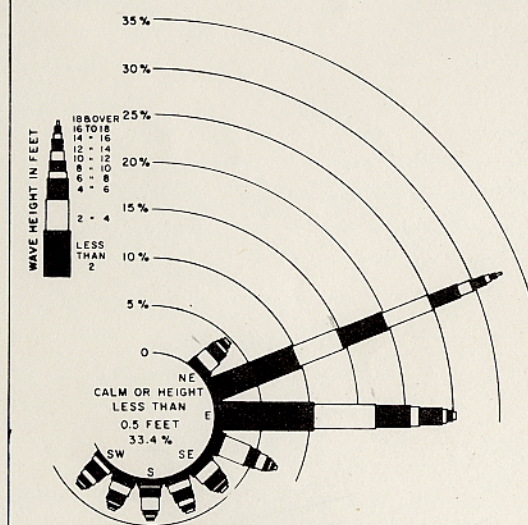 35%
30%
25%
20%
15%
10%
5%
0
WAVE HEIGHT IN FEET
18 & OVER
16 TO 18
14 - 16
12 - 14
10 - 12
8 - 10
6 - 8
4 - 6
2 - 4
LESS
THAN
2
NE
CALM OR HEIGHT
LESS THAN
E
0.5 FEET
33.4 %
SW
SE
S